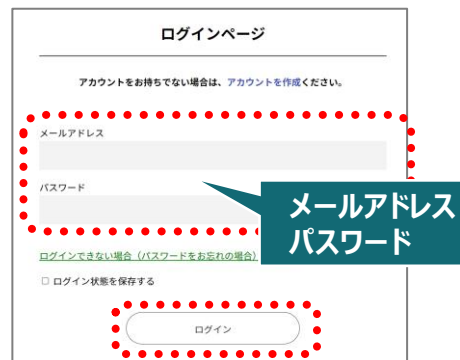 ログインページ
アカウントをお持ちでない場合は、アカウントを作成ください。
メールアドレス
パスワード
メールアドレス
パスワード
ログインできない場合（パスワードをお忘れの場合）
ログイン状態を保存する
ログイン